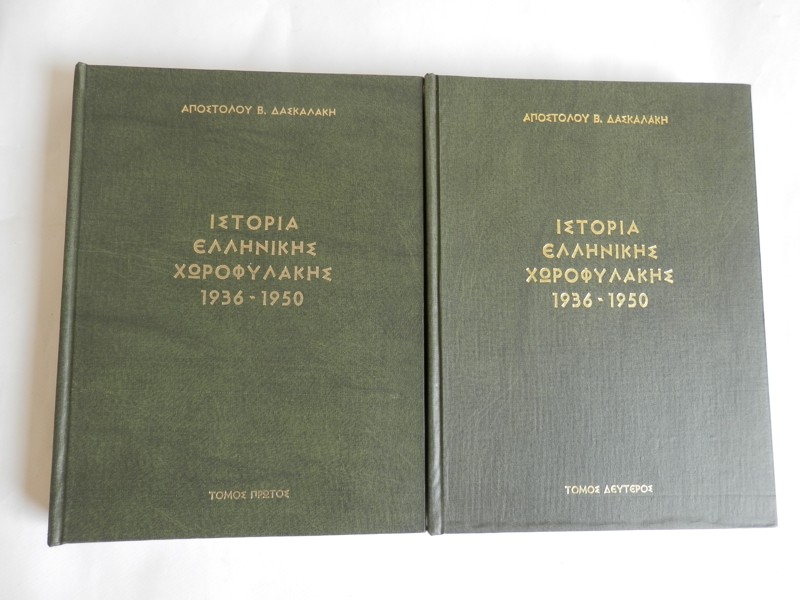 ΑΠΟΣΤΟΛΟΥ Β. ΔΑΣΚΑΛΑΚΗ
ΙΣΤΟΡΙΑ
ΕΛΛΗΝΙΚΗΣ
ΧΩΡΟΦΥΛΑΚΗΣ
1936 - 1950
ΤΟΜΟΣ ΠΡΩΤΟΣ
ΑΠΟΣΤΟΛΟΥ Β. ΔΑΣΚΑΛΑΚΗ
ΙΣΤΟΡΙΑ
ΕΛΛΗΝΙΚΗΣ
ΧΩΡΟΦΥΛΑΚΗΣ
1936 - 1950
ΤΟΜΟΣ ΔΕΥΤΕΡΟΣ